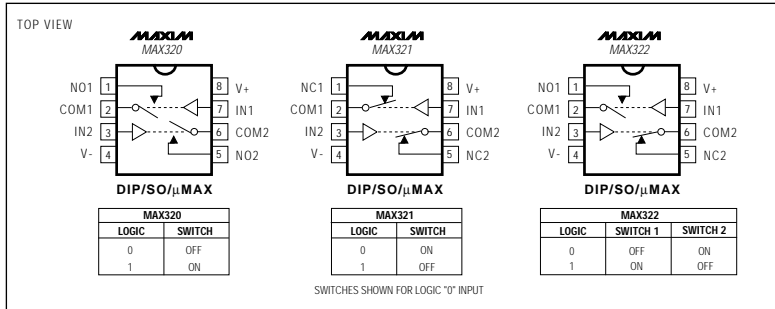 TOP VIEW
MAXIM
MAX320
NO1 1
COM1 2
IN2 3
V- 4
8 V+
7 IN1
6 COM2
5 NO2
DIP/SO/µMAX
MAX320
LOGIC SWITCH
0 OFF
1 ON
MAXIM
MAX321
NC1 1
COM1 2
IN2 3
V- 4
8 V+
7 IN1
6 COM2
5 NC2
DIP/SO/µMAX
MAX321
LOGIC SWITCH
0 ON
1 OFF
MAXIM
MAX322
NO1 1
COM1 2
IN2 3
V- 4
8 V+
7 IN1
6 COM2
5 NC2
DIP/SO/µMAX
MAX322
LOGIC SWITCH 1 SWITCH 2
0 OFF ON
1 ON OFF
SWITCHES SHOWN FOR LOGIC "0" INPUT